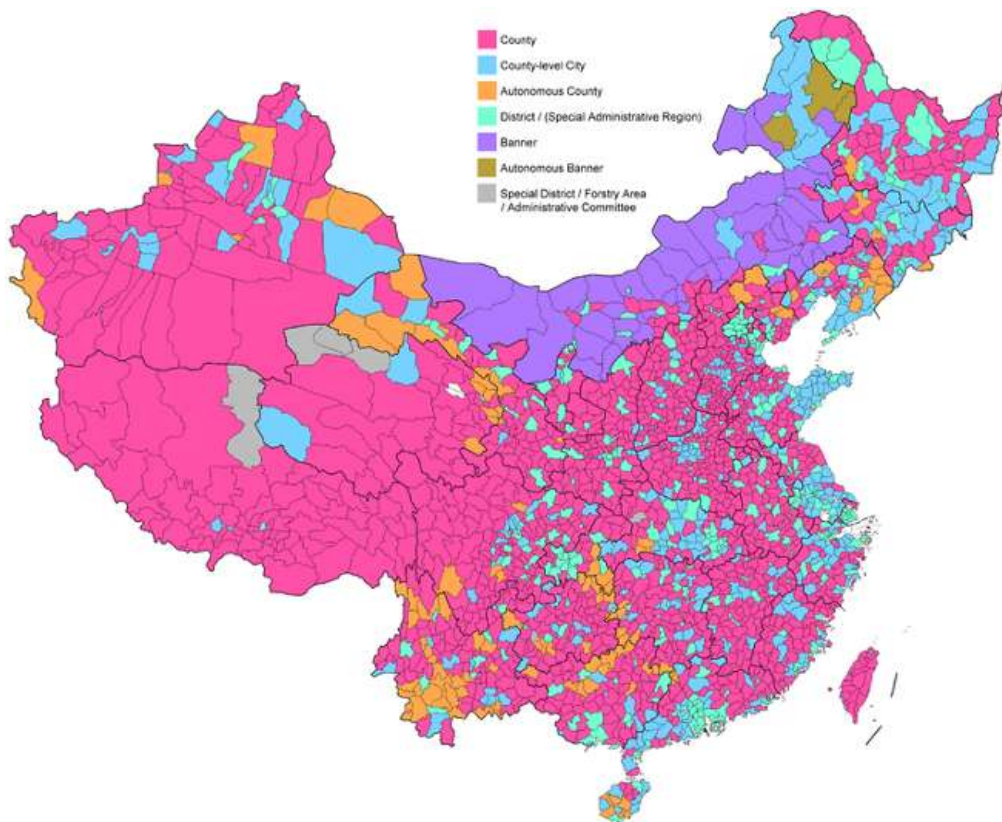 County
County-level City
Autonomous County
District / (Special Administrative Region)
Banner
Autonomous Banner
Special District / Forstry Area
/ Administrative Committee